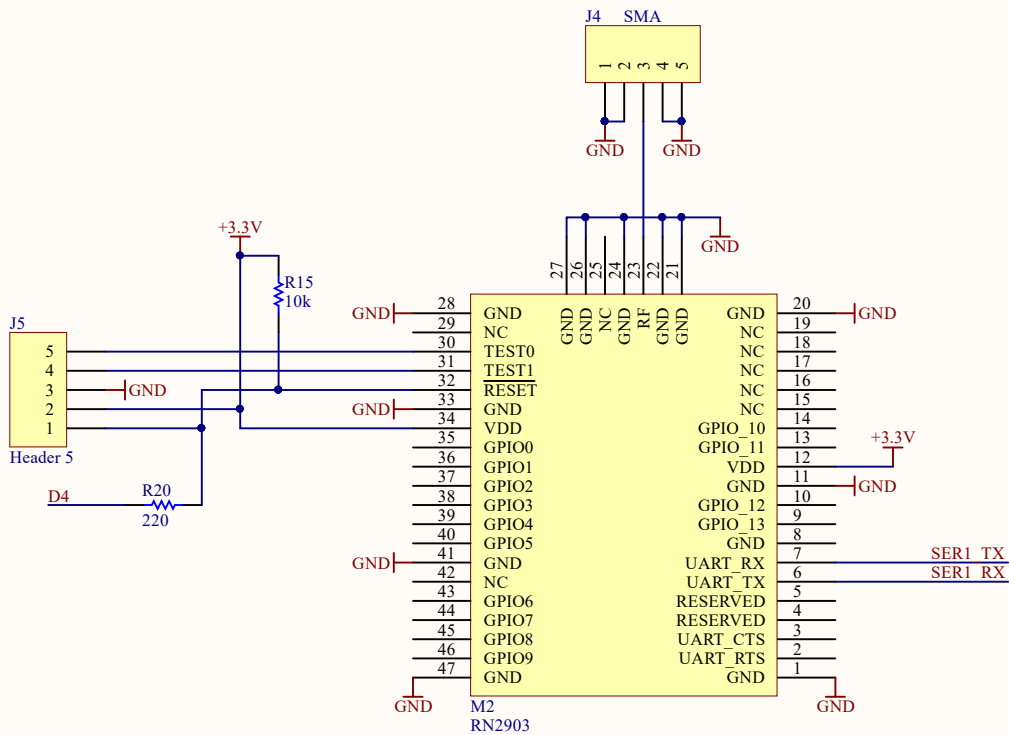 J4 SMA
1 2 3 4 5
GND GND
GND
27 26 25 24 23 22 21
GND GND NC GND RF GND GND
+3.3V
R15
10k
J5
5
4
3 GND
2
1
Header 5
D4 R20
220
GND 28 GND
29 NC
30 TEST0
31 TEST1
32 RESET
GND 33 GND
34 VDD
35 GPIO0
36 GPIO1
37 GPIO2
38 GPIO3
39 GPIO4
40 GPIO5
GND 41 GND
42 NC
43 GPIO6
44 GPIO7
45 GPIO8
46 GPIO9
47 GND
GND
GND 20 GND
NC 19
NC 18
NC 17
NC 16
NC 15
GPIO_10 14
GPIO_11 13
+3.3V
VDD 12
GND 11 GND
GPIO_12 10
GPIO_13 9
GND 8
UART_RX 7 SER1_TX
UART_TX 6 SER1_RX
RESERVED 5
RESERVED 4
UART_CTS 3
UART_RTS 2
GND 1
GND
M2
RN2903